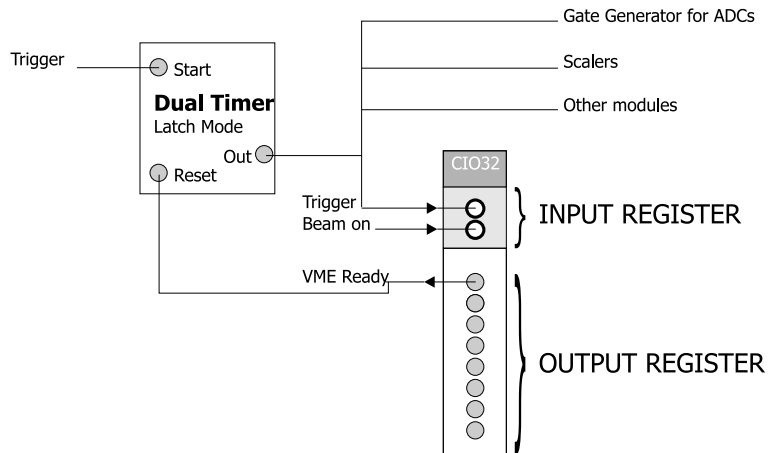 Gate Generator for ADCs
Trigger
Start
Scalers
Dual Timer
Latch Mode
Other modules
Out
Reset
CIO32
Trigger
Beam on
INPUT REGISTER
VME Ready
OUTPUT REGISTER